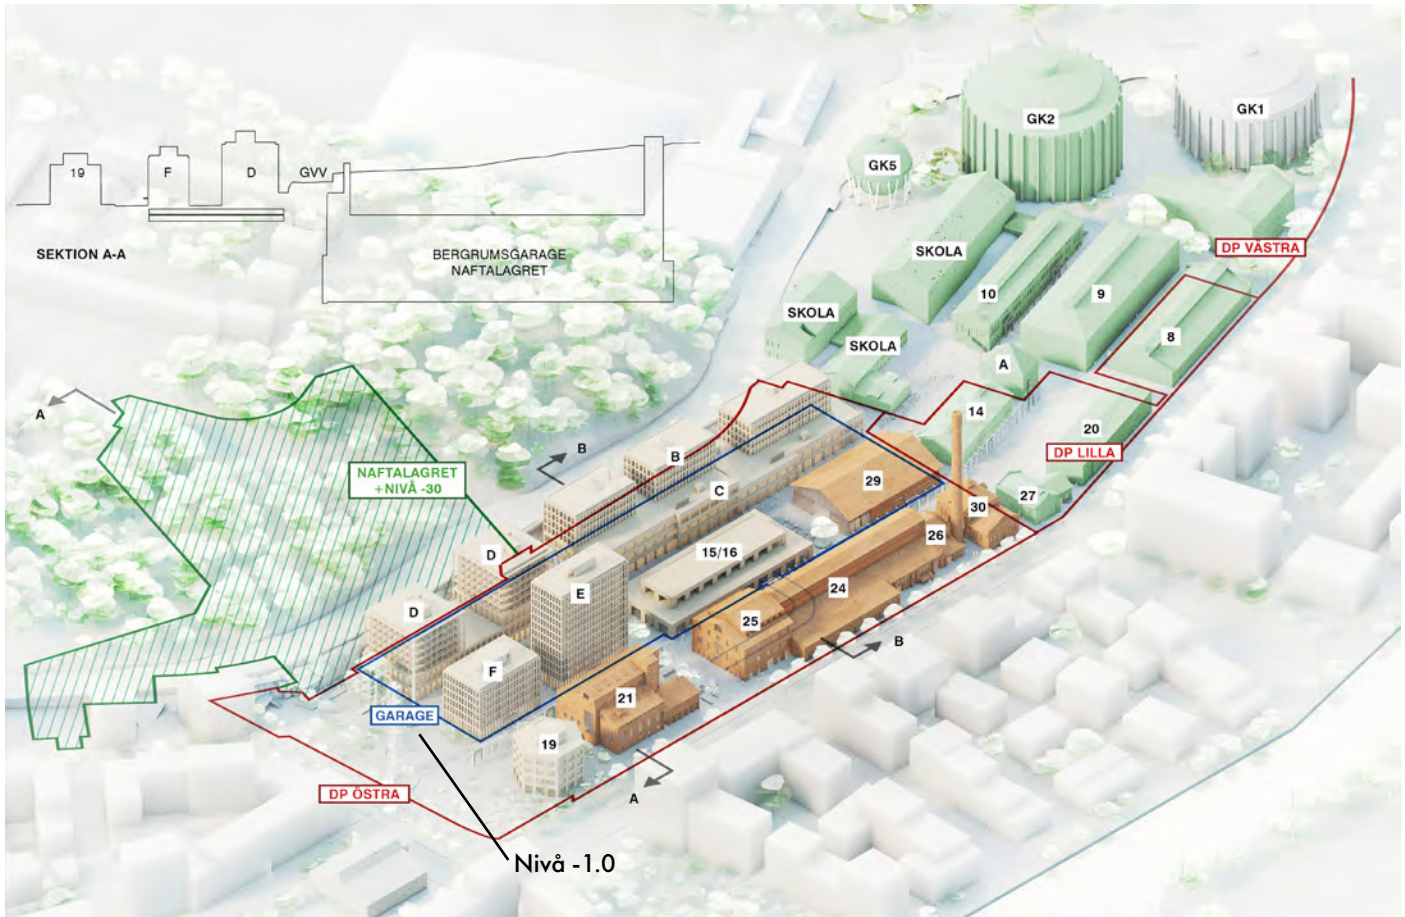 GK2
GK1
GK5
19
F
D
GVV
SEKTION A-A
BERGRUMSGARAGE
NAFTALAGRET
SKOLA
DP VÄSTRA
10
9
SKOLA
8
SKOLA
A
A
14
20
B
B
DP LILLA
NAFTALAGRET
+NIVÅ -30
C
29
27
30
26
D
15/16
E
24
D
25
B
F
21
GARAGE
19
DP ÖSTRA
A
Nivå -1.0